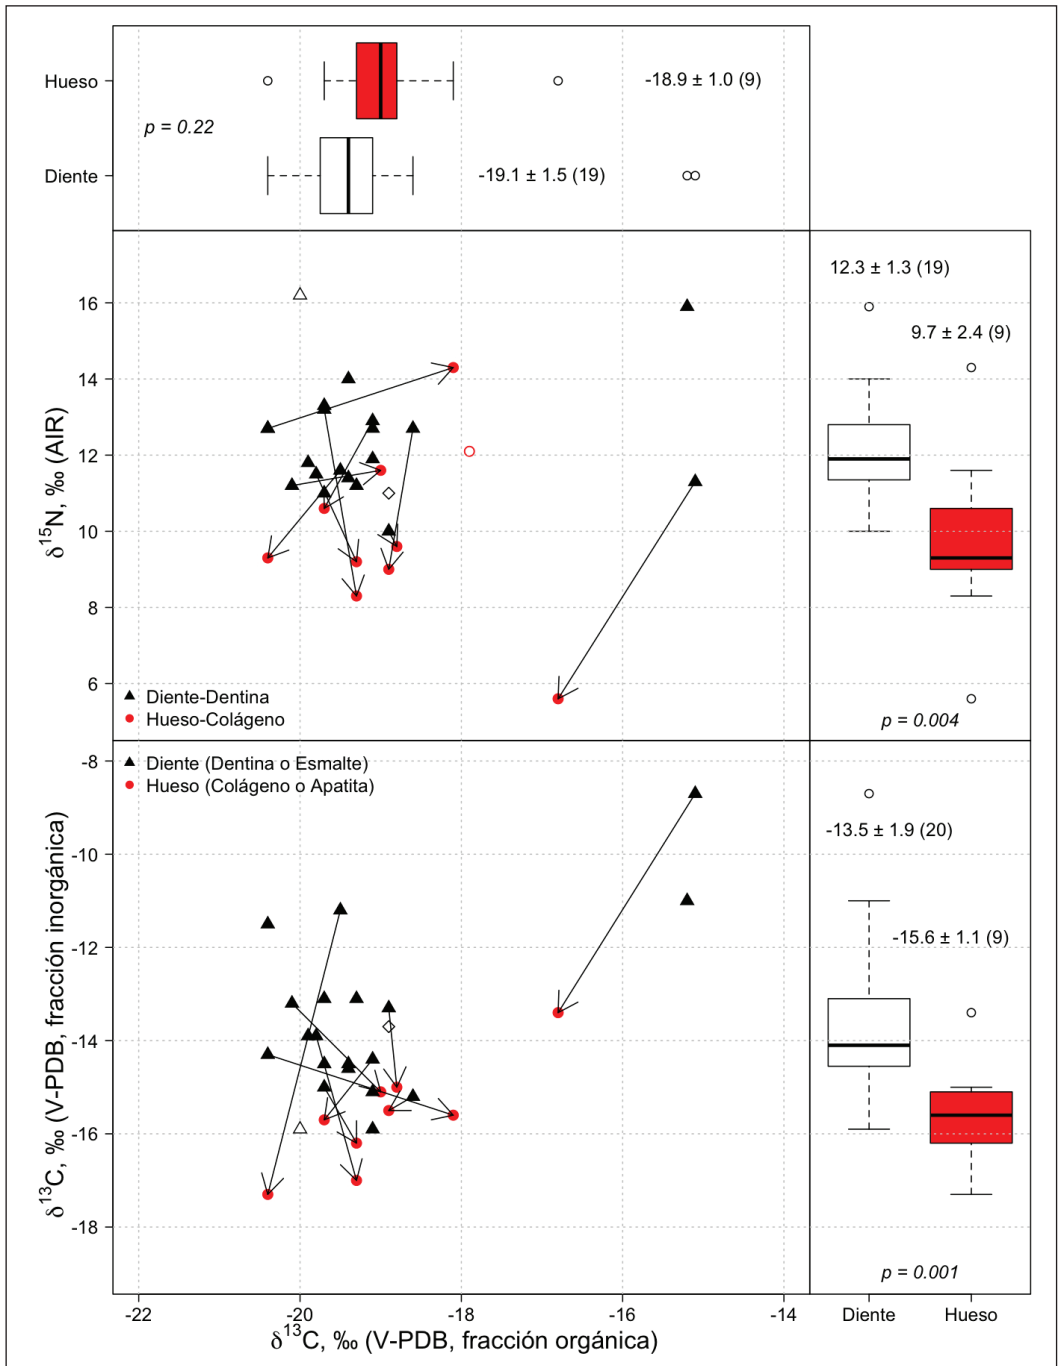 Hueso
-18.9 ± 1.0 (9)
p = 0.22
Diente
-19.1 ± 1.5 (19)
12.3 ± 1.3 (19)
9.7 ± 2.4 (9)
16
14
12
10
8
6
δ15N, ‰ (AIR)
Diente-Dentina
Hueso-Colágeno
p = 0.004
Diente (Dentina o Esmalte)
Hueso (Colágeno o Apatita)
-8
-10
-12
-14
-16
-18
δ13C, ‰ (V-PDB, fracción inorgánica)
-13.5 ± 1.9 (20)
-15.6 ± 1.1 (9)
p = 0.001
-22
-20
-18
-16
-14
Diente
Hueso
δ13C, ‰ (V-PDB, fracción orgánica)